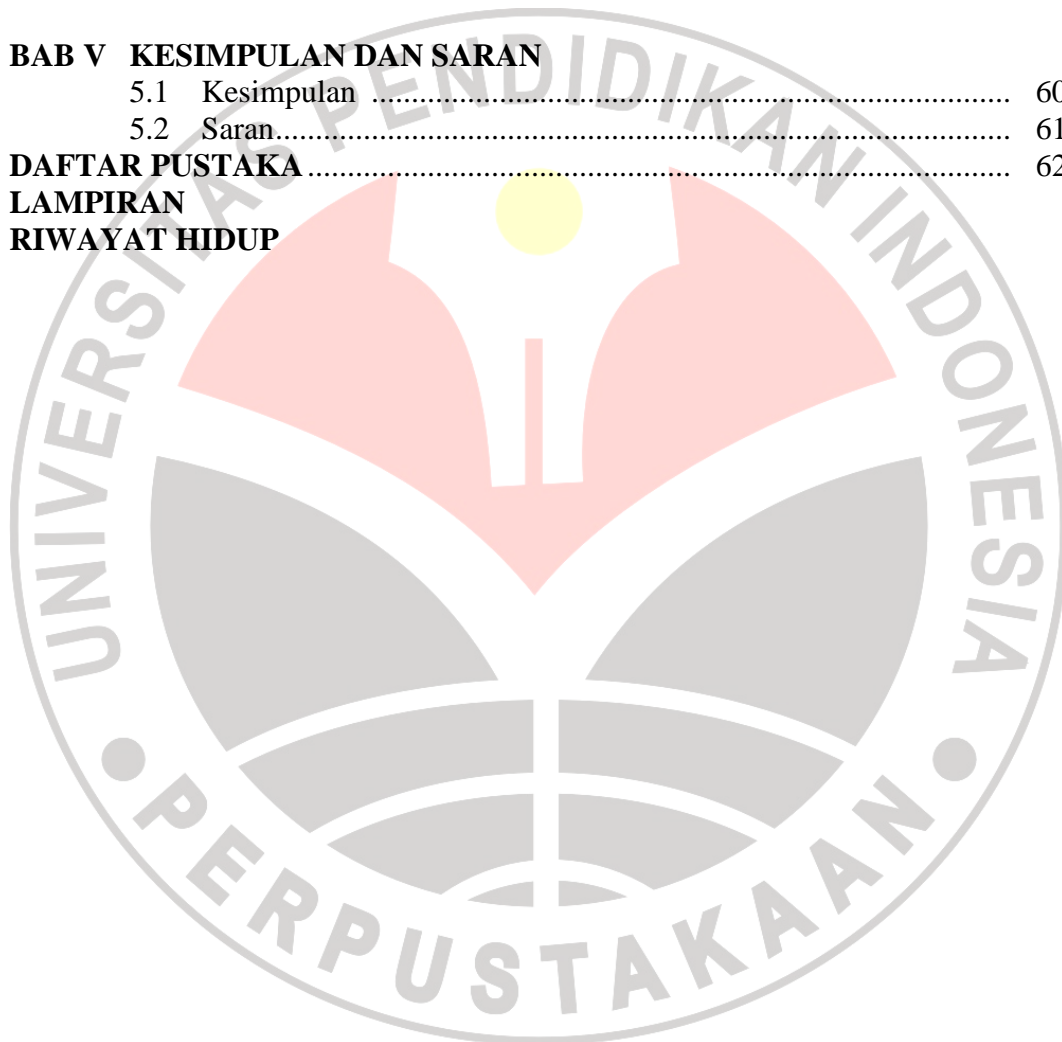 BAB V KESIMPULAN DAN SARAN
5.1 Kesimpulan ........................................................................... 60
5.2 Saran........................................................................................ 61
DAFTAR PUSTAKA ................................................................................... 62
LAMPIRAN
RIWAYAT HIDUP
UNIVERSITAS PENDIDIKAN INDONESIA
• PERPUSTAKAAN •